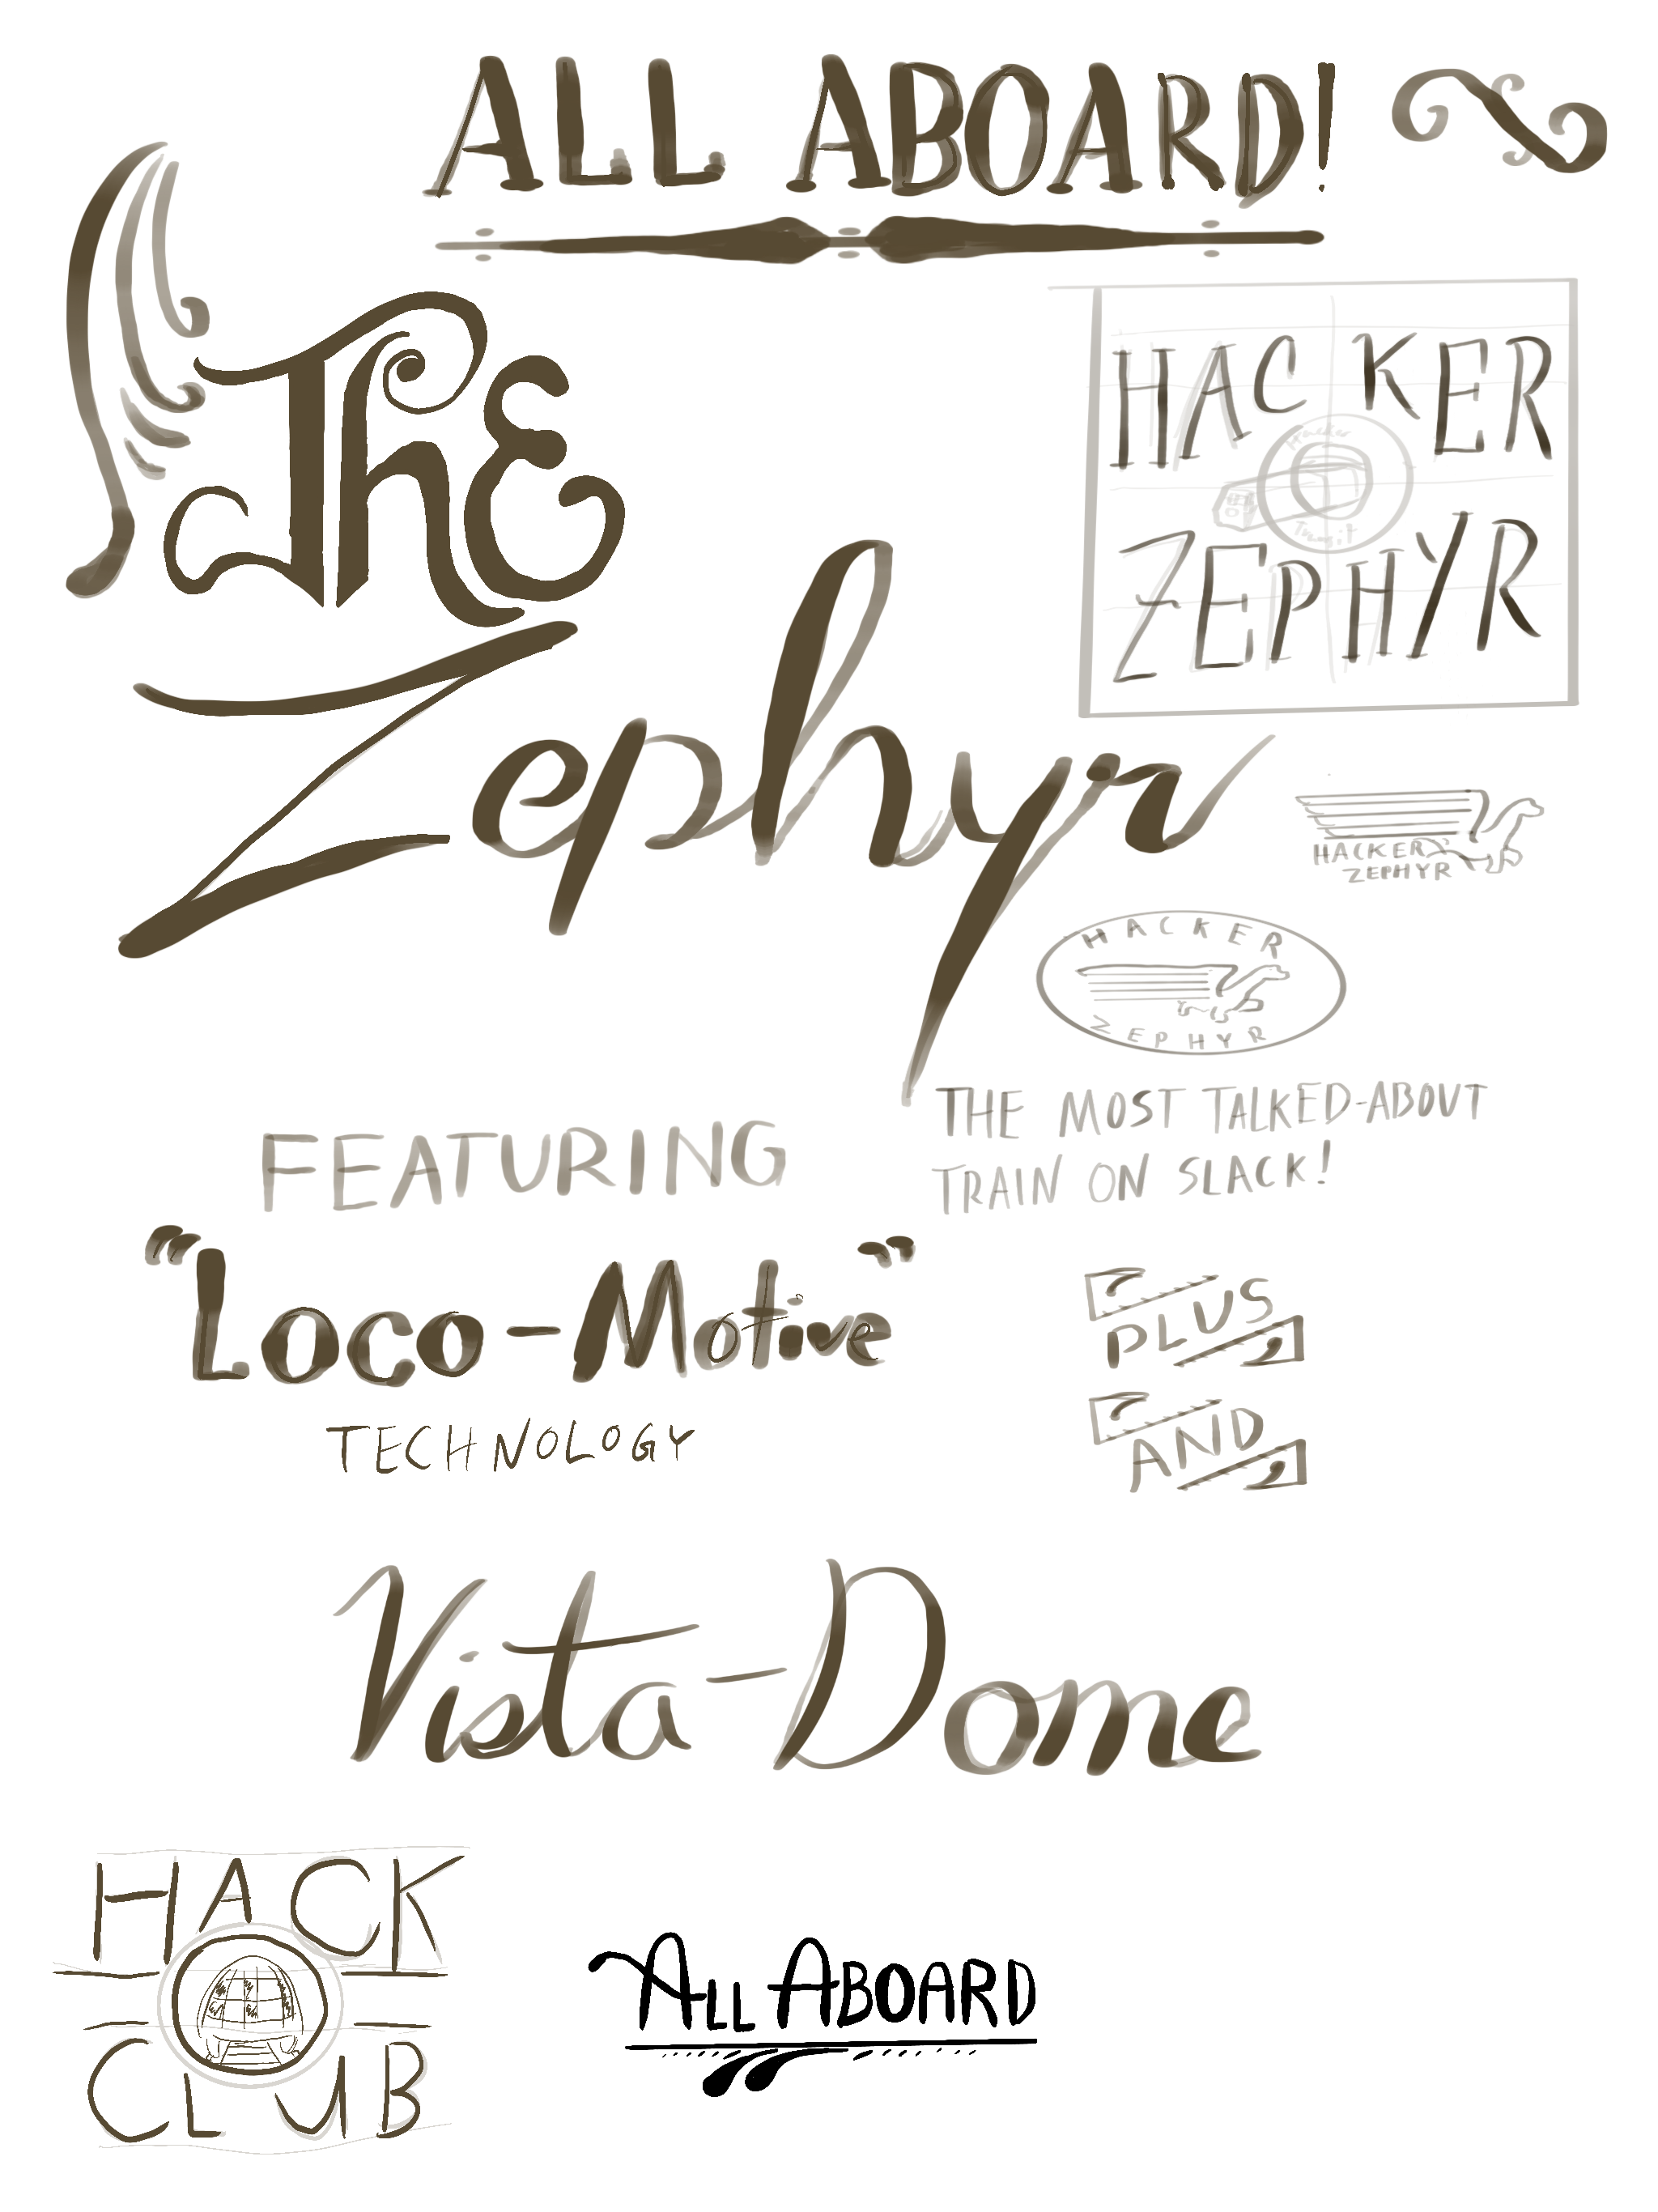 ALL ABOARD!
The
Zephyr
HACKER
Hacker
Transit
ZEPHYR
HACKER
ZEPHYR
HACKER
ZEPHYR
THE MOST TALKED-ABOUT
TRAIN ON SLACK!
FEATURING
"Loco-Motive"
TECHNOLOGY
PLUS
AND
Vista-Dome
HACK
CLUB
ALL ABOARD